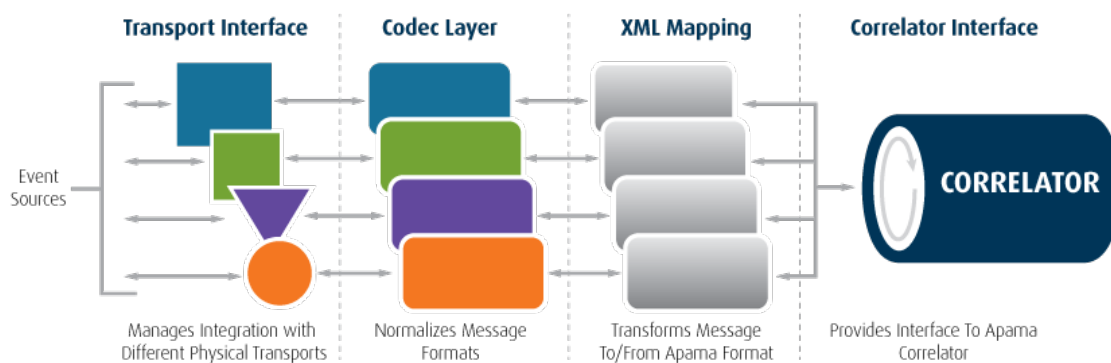 Transport Interface
Codec Layer
XML Mapping
Correlator Interface
Event
Sources
CORRELATOR
Manages Integration with
Different Physical Transports
Normalizes Message
Formats
Transforms Message
To/From Apama Format
Provides Interface To Apama
Correlator